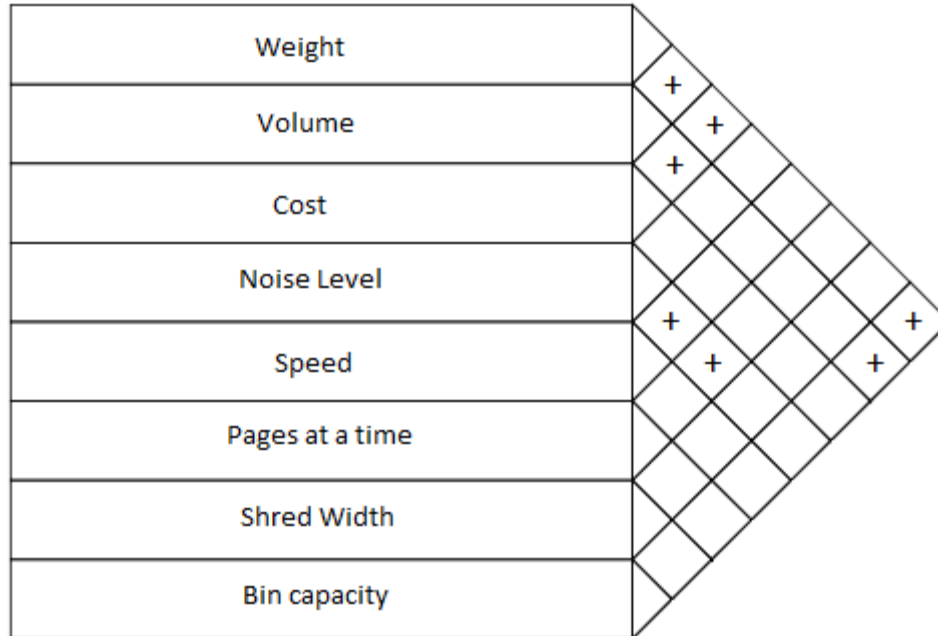 Weight
+
Volume
+
+
Cost
Noise Level
+
+
Speed
+
+
Pages at a time
Shred Width
Bin capacity